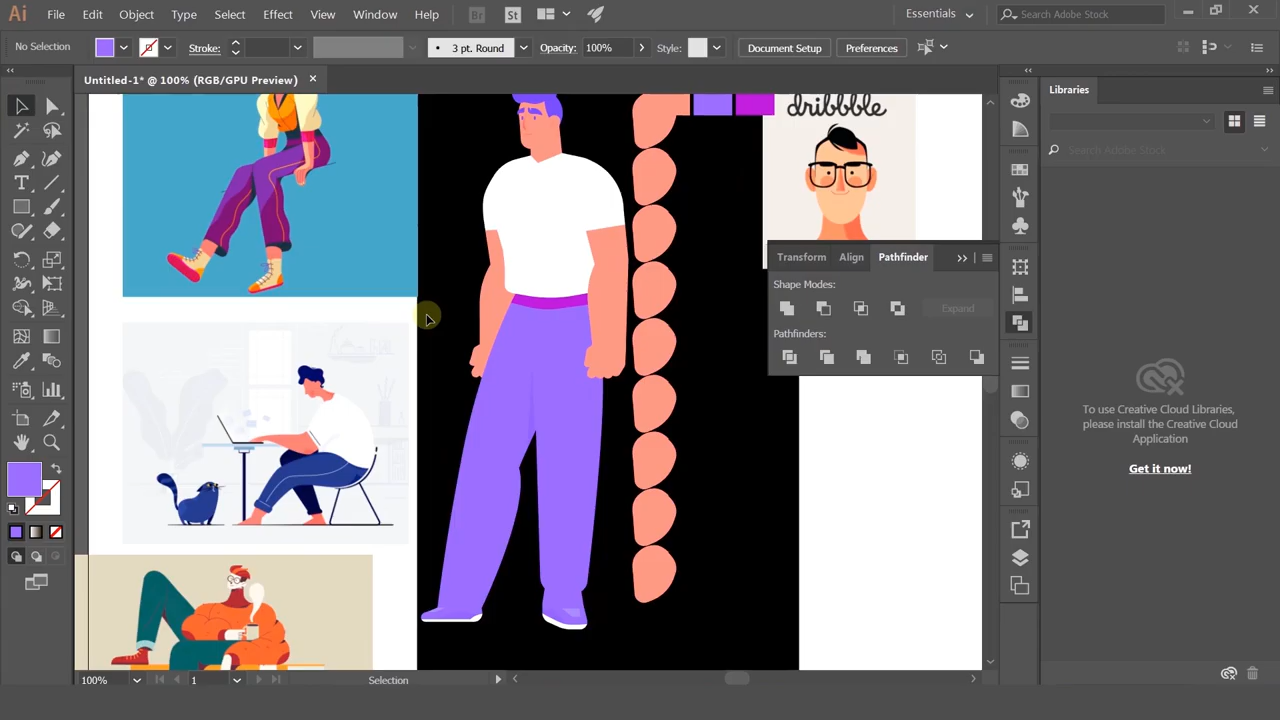 Ai File Edit Object Type Select Effect View Window Help Br St Essentials Search Adobe Stock
No Selection Stroke: 3 pt. Round Opacity: 100% Style: Document Setup Preferences
Untitled-1* @ 100% (RGB/GPU Preview)
Libraries
dribbble
Search Adobe Stock
Transform Align Pathfinder
Shape Modes:
Expand
Pathfinders:
To use Creative Cloud Libraries,
please install the Creative Cloud
Application
Get it now!
100% 1 Selection